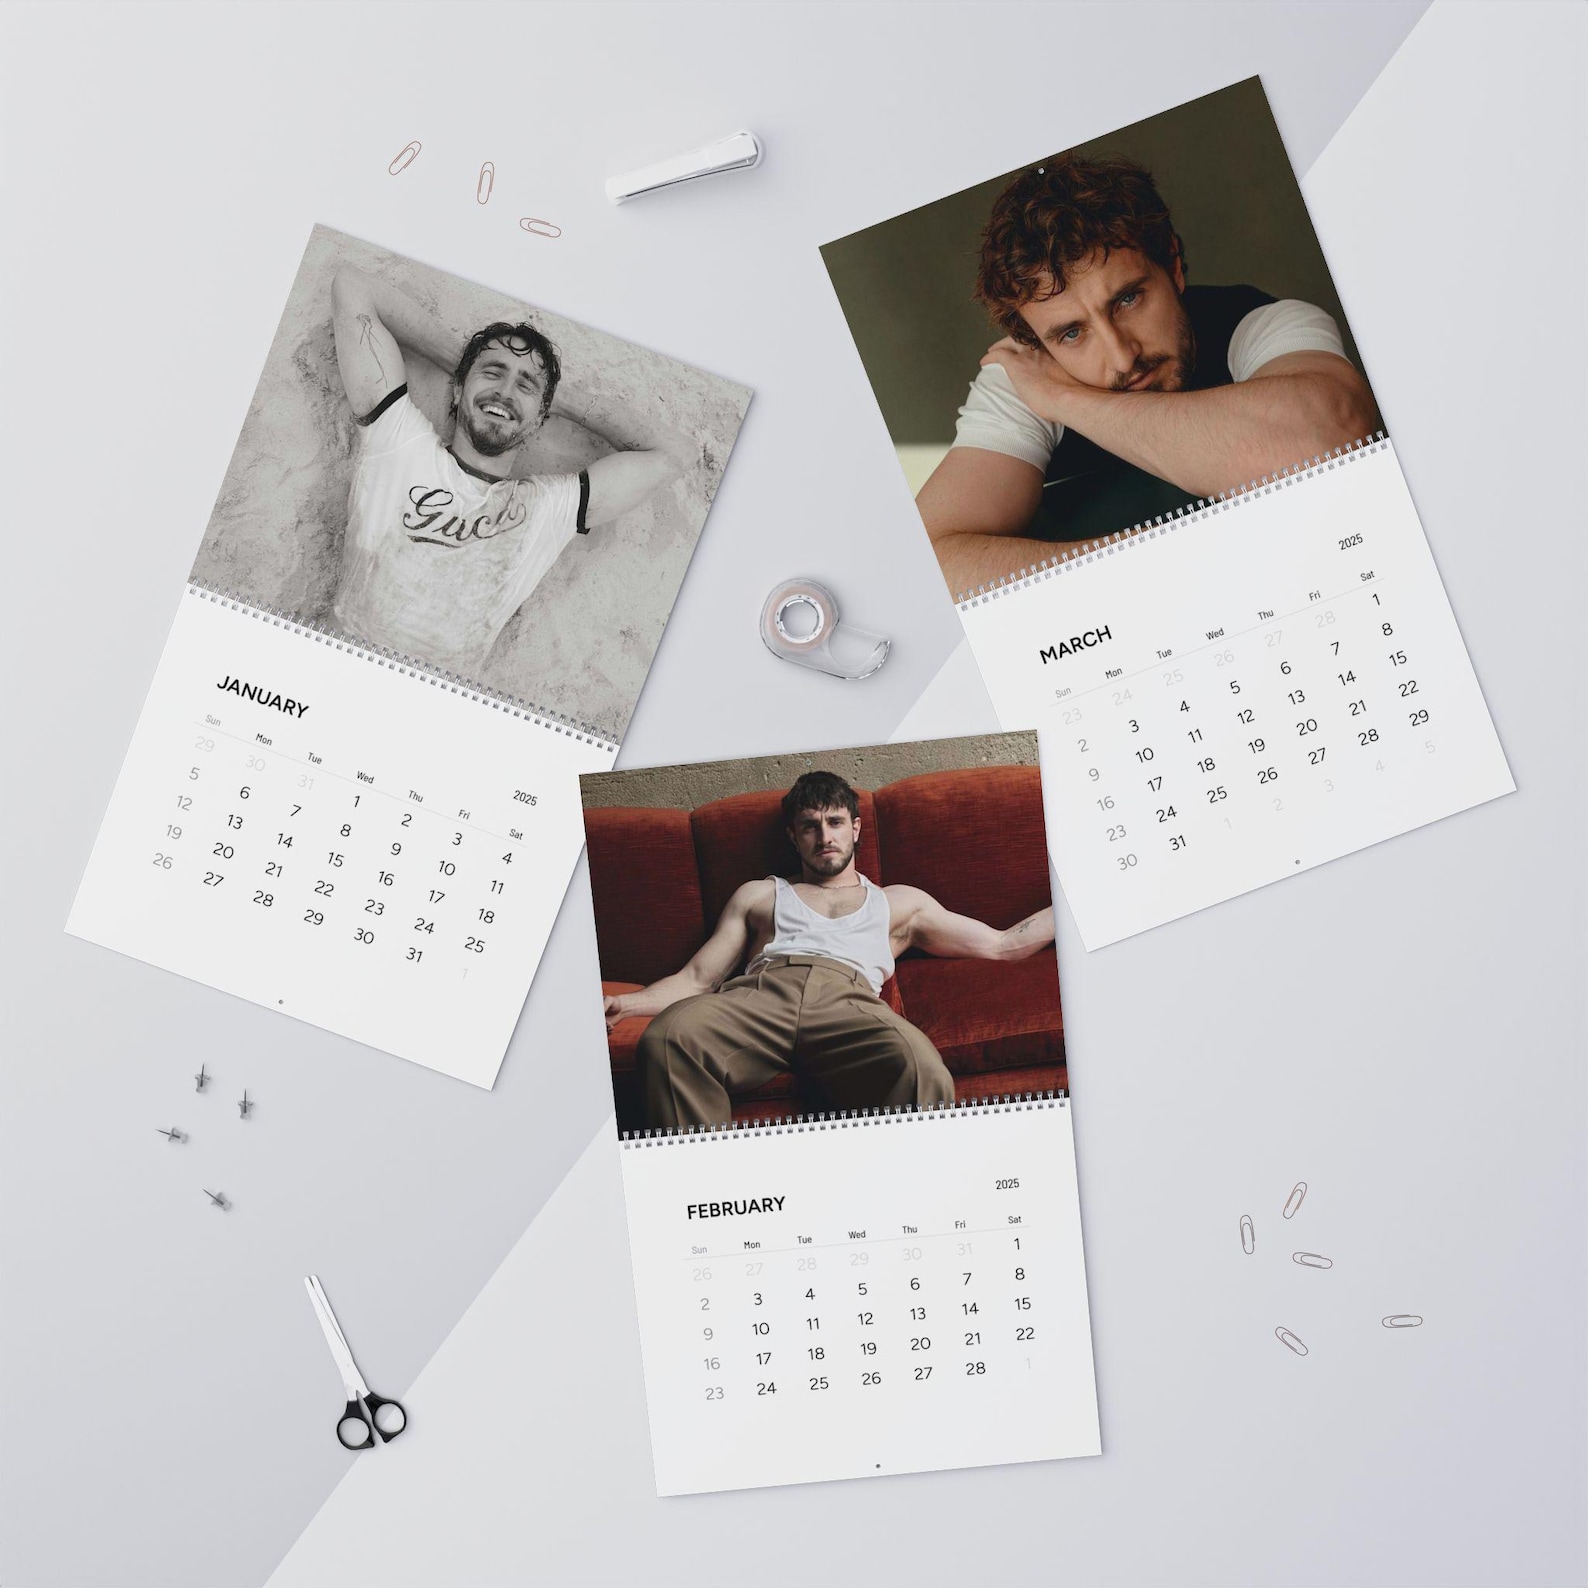 Gucci
JANUARY
2025
Sun Mon Tue Wed Thu Fri Sat
29 30 31 1 2 3 4
5 6 7 8 9 10 11
12 13 14 15 16 17 18
19 20 21 22 23 24 25
26 27 28 29 30 31 1
2025
MARCH
Sun Mon Tue Wed Thu Fri Sat
23 24 25 26 27 28 1
2 3 4 5 6 7 8
9 10 11 12 13 14 15
16 17 18 19 20 21 22
23 24 25 26 27 28 29
30 31 1 2 3 4 5
FEBRUARY
2025
Sun Mon Tue Wed Thu Fri Sat
26 27 28 29 30 31 1
2 3 4 5 6 7 8
9 10 11 12 13 14 15
16 17 18 19 20 21 22
23 24 25 26 27 28 1